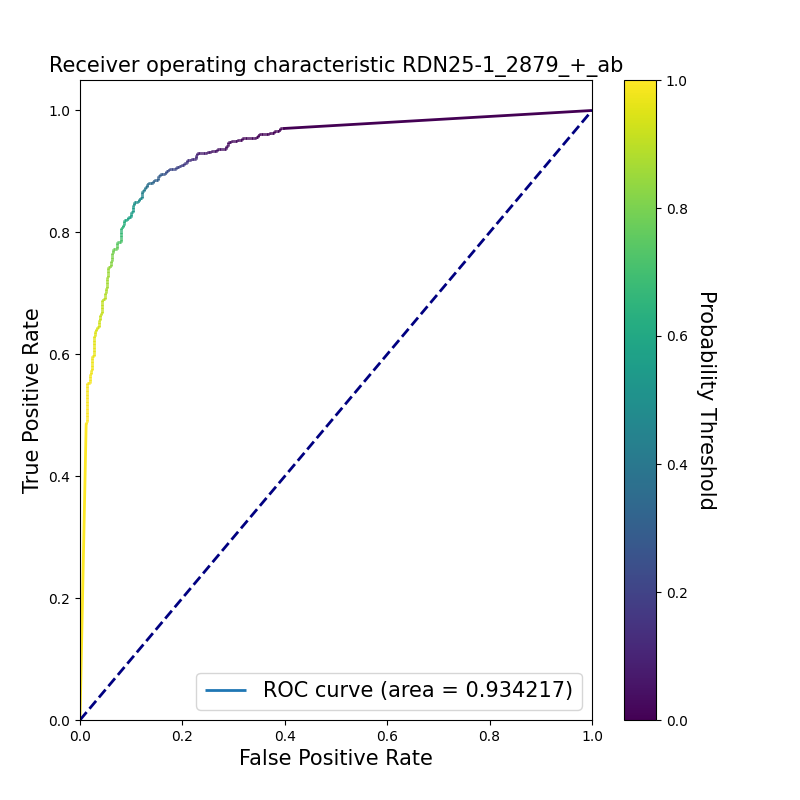 Receiver operating characteristic RDN25-1_2879_+_ab
1.0
0.8
0.6
0.4
0.2
0.0
True Positive Rate
0.0 0.2 0.4 0.6 0.8 1.0
False Positive Rate
ROC curve (area = 0.934217)
1.0
0.8
0.6
0.4
0.2
0.0
Probability Threshold